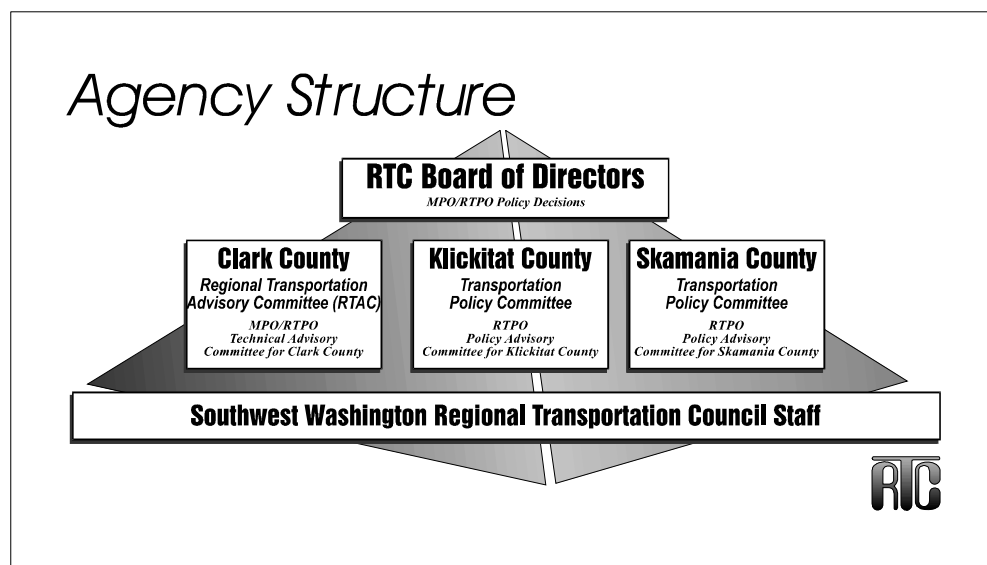 Agency Structure
RTC Board of Directors
MPO/RTPO Policy Decisions
Clark County
Regional Transportation
Advisory Committee (RTAC)
MPO/RTPO
Technical Advisory
Committee for Clark County
Klickitat County
Transportation
Policy Committee
RTPO
Policy Advisory
Committee for Klickitat County
Skamania County
Transportation
Policy Committee
RTPO
Policy Advisory
Committee for Skamania County
Southwest Washington Regional Transportation Council Staff
RTC